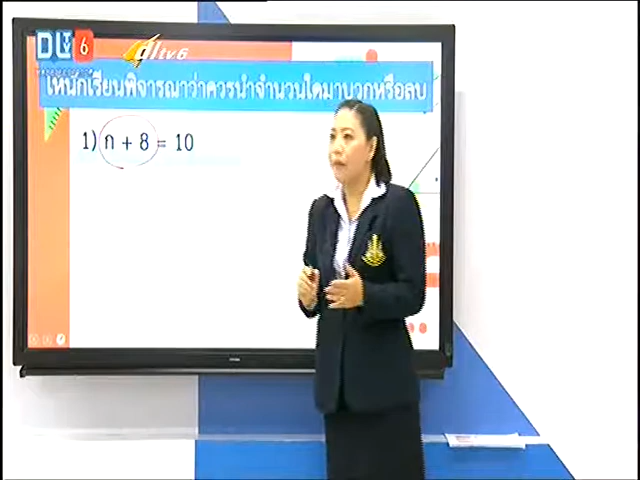 DLTV 6
dltv6
ให้นักเรียนพิจารณาว่าควรนำจำนวนใดมาบวกหรือลบ
1) ก + 8 = 10